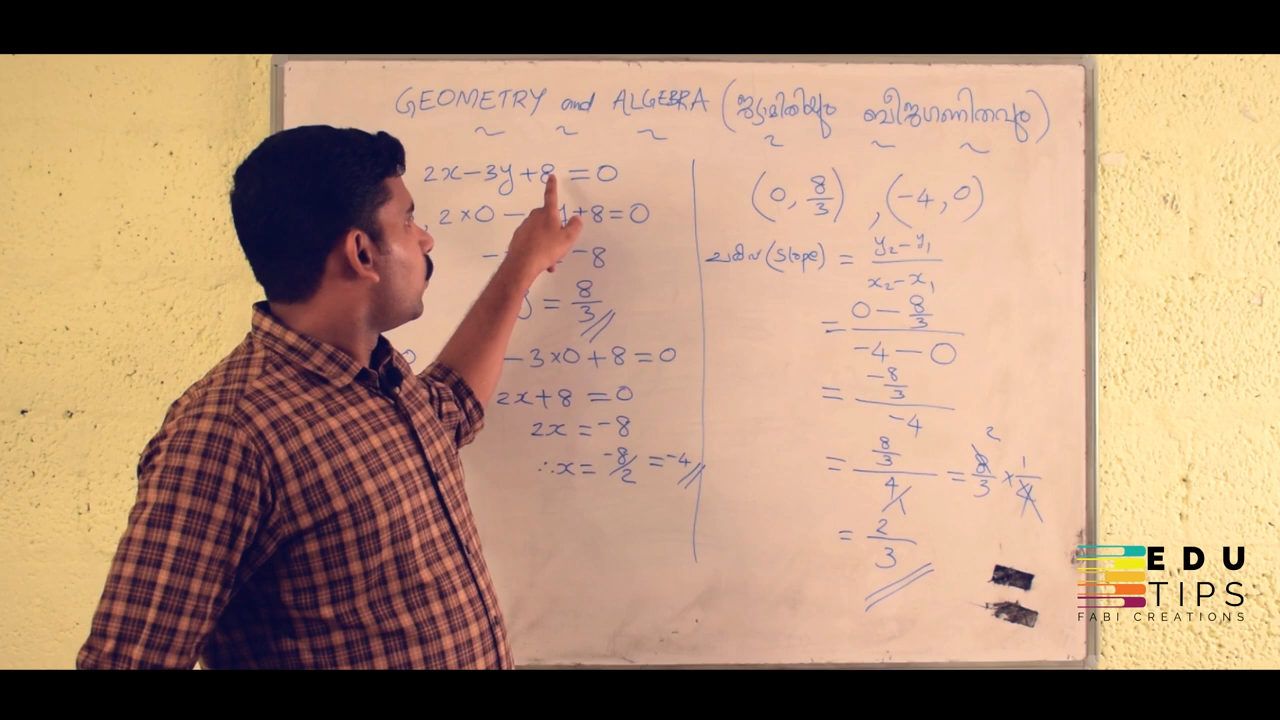 GEOMETRY and ALGEBRA (ജ്യാമിതിയും ബീജഗണിതവും)
2x-3y+8=0
2×0- +8=0
-8
= 8/3
-3×0+8=0
2x+8=0
2x=-8
∴x=-8/2=-4
(0, 8/3), (-4, 0)
ചരിവ് (Slope) = y₂-y₁/x₂-x₁
= 0-8/3/-4-0
= -8/3/-4
= 8/3/4 = 8/3 × 1/4 2
= 2/3
EDU
TIPS
FABI CREATIONS